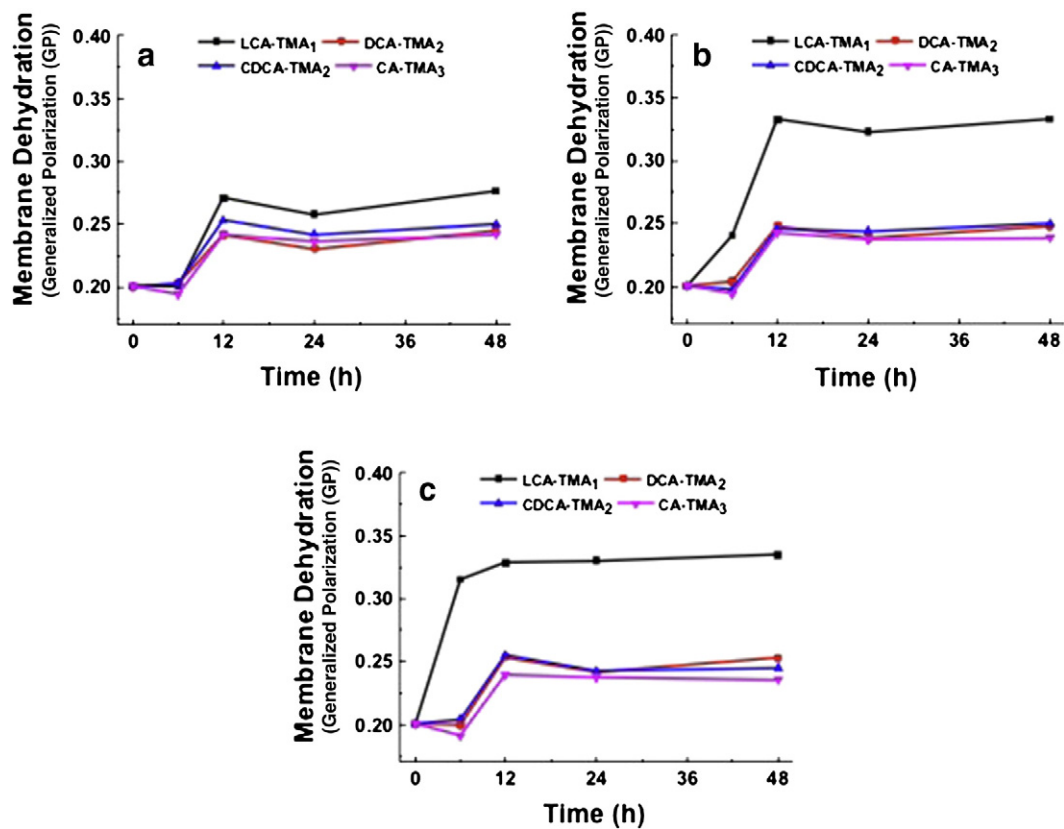 a
LCA-TMA1 DCA-TMA2
CDCA-TMA2 CA-TMA3
Membrane Dehydration
(Generalized Polarization (GP))
0.40
0.35
0.30
0.25
0.20
0 12 24 36 48
Time (h)
b
LCA-TMA1 DCA-TMA2
CDCA-TMA2 CA-TMA3
Membrane Dehydration
(Generalized Polarization (GP))
0.40
0.35
0.30
0.25
0.20
0 12 24 36 48
Time (h)
c
LCA-TMA1 DCA-TMA2
CDCA-TMA2 CA-TMA3
Membrane Dehydration
(Generalized Polarization (GP))
0.40
0.35
0.30
0.25
0.20
0 12 24 36 48
Time (h)